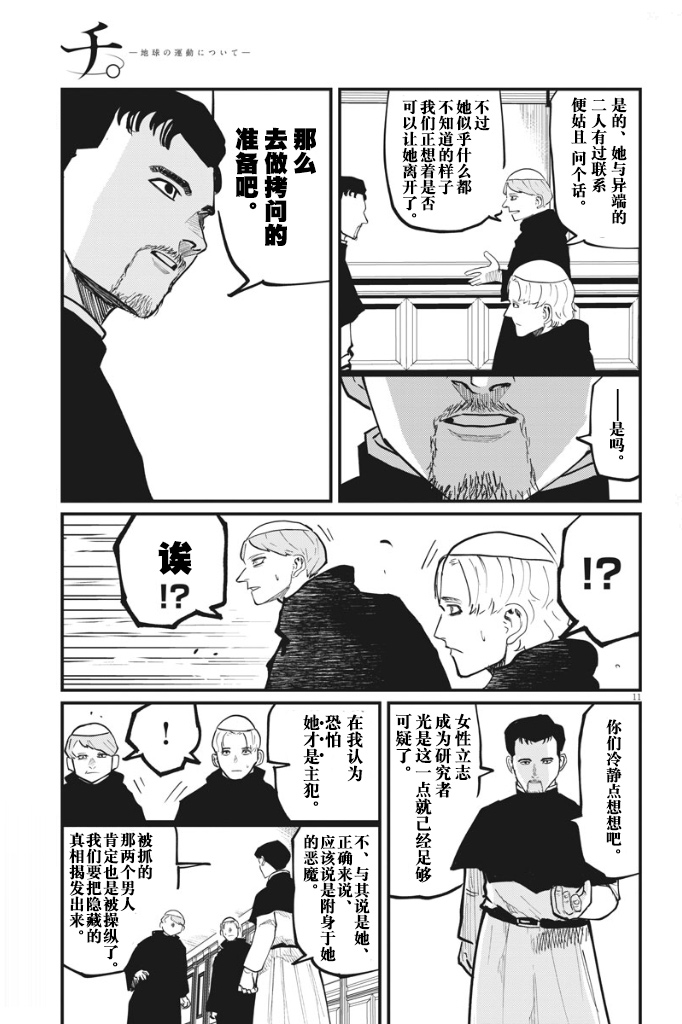 チ。
—地球の運動について—
是的、她与异端的
二人有过联系
便姑且 问个话。
不过
她似乎什么都
不知道的样子
我们正想着是否
可以让她离开了。
——是吗。
那么
去做拷问的
准备吧。
!?
诶
!?
11
你们冷静点想想吧。
女性立志
成为研究者
光是这一点就已经足够
可疑了。
在我认为
恐怕
她才是主犯。
!
不、与其说是她、
正确来说、
应该说是附身于她
的恶魔。
被抓的
那两个男人
肯定也是被操纵了。
我们要把隐藏的
真相揭发出来。